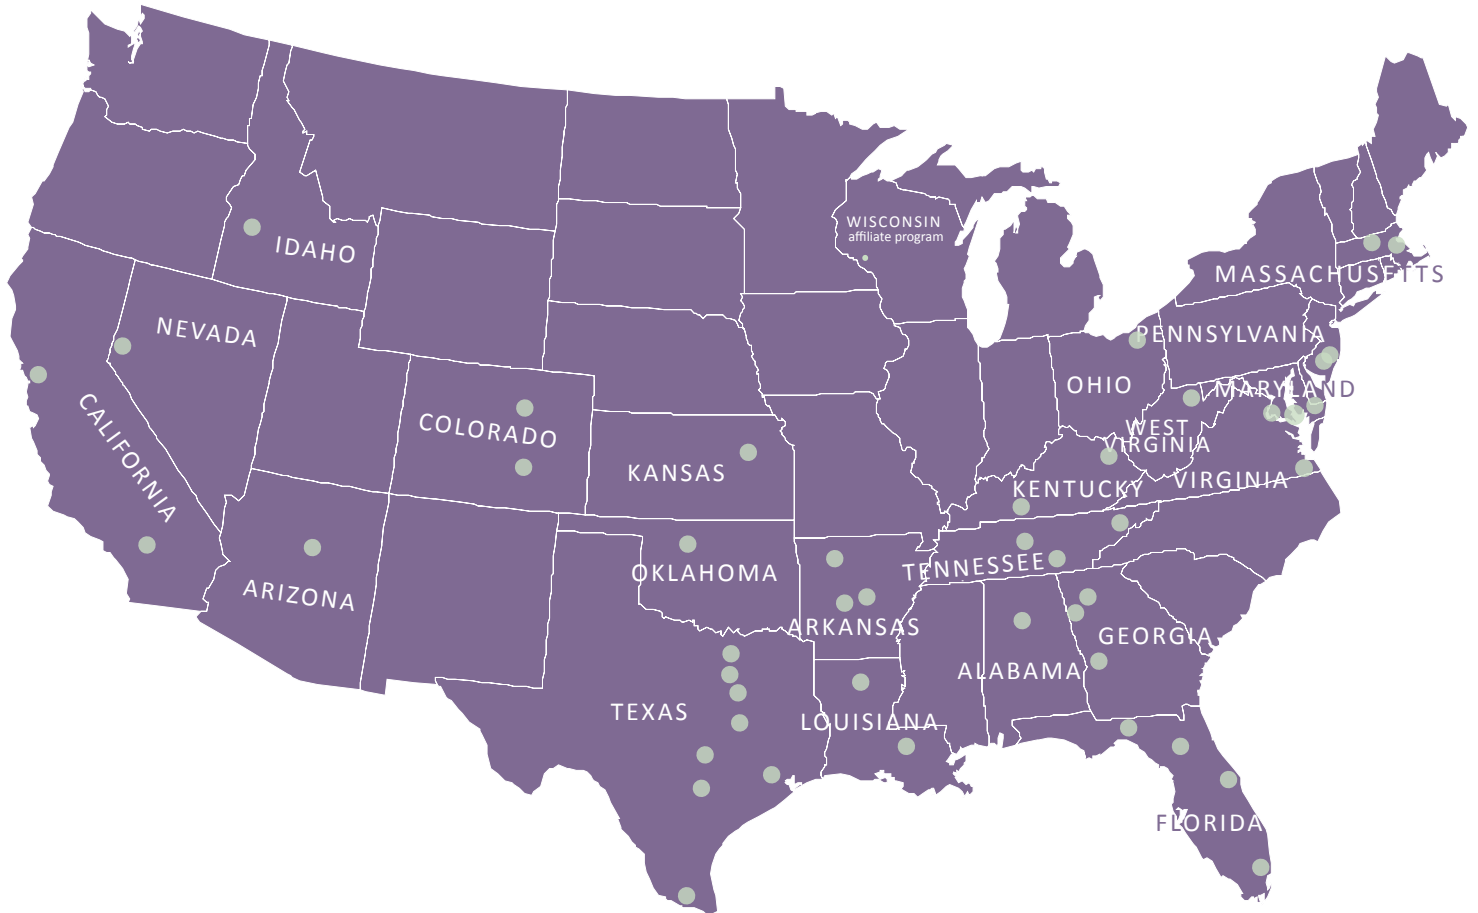 WISCONSIN
affiliate program
IDAHO
MASSACHUSETTS
NEVADA
PENNSYLVANIA
OHIO
MARYLAND
CALIFORNIA
COLORADO
WEST
VIRGINIA
KANSAS
KENTUCKY
VIRGINIA
OKLAHOMA
TENNESSEE
ARIZONA
ARKANSAS
GEORGIA
ALABAMA
TEXAS
LOUISIANA
FLORIDA